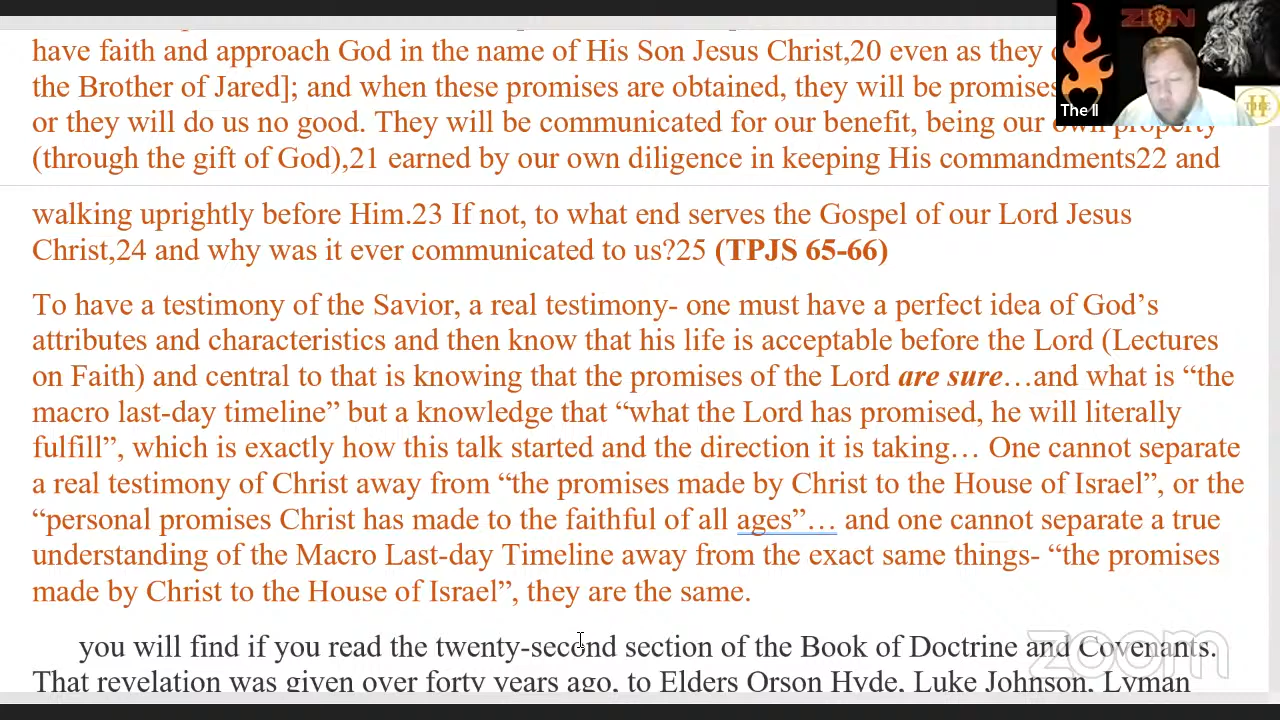 have faith and approach God in the name of His Son Jesus Christ,20 even as they
the Brother of Jared]; and when these promises are obtained, they will be promises
or they will do us no good. They will be communicated for our benefit, being our own property
(through the gift of God),21 earned by our own diligence in keeping His commandments22 and
walking uprightly before Him.23 If not, to what end serves the Gospel of our Lord Jesus
Christ,24 and why was it ever communicated to us?25 (TPJS 65-66)
To have a testimony of the Savior, a real testimony- one must have a perfect idea of God’s
attributes and characteristics and then know that his life is acceptable before the Lord (Lectures
on Faith) and central to that is knowing that the promises of the Lord are sure…and what is “the
macro last-day timeline” but a knowledge that “what the Lord has promised, he will literally
fulfill”, which is exactly how this talk started and the direction it is taking… One cannot separate
a real testimony of Christ away from “the promises made by Christ to the House of Israel”, or the
“personal promises Christ has made to the faithful of all ages”… and one cannot separate a true
understanding of the Macro Last-day Timeline away from the exact same things- “the promises
made by Christ to the House of Israel”, they are the same.
you will find if you read the twenty-second section of the Book of Doctrine and Covenants.
That revelation was given over forty years ago, to Elders Orson Hyde, Luke Johnson, Lyman
ZION
The II
THE
zoom